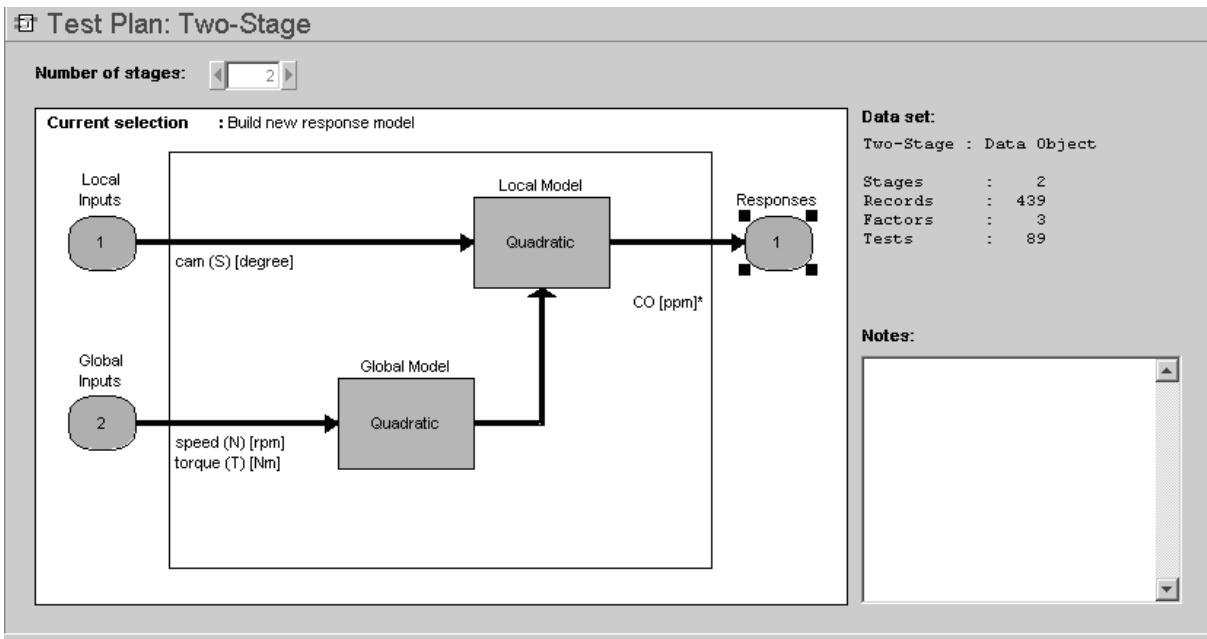 Test Plan: Two-Stage
Number of stages: 2
Current selection : Build new response model
Local
Inputs
1
cam (S) [degree]
Local Model
Quadratic
Responses
1
CO [ppm]*
Global
Inputs
2
speed (N) [rpm]
torque (T) [Nm]
Global Model
Quadratic
Data set:
Two-Stage : Data Object
Stages : 2
Records : 439
Factors : 3
Tests : 89
Notes: